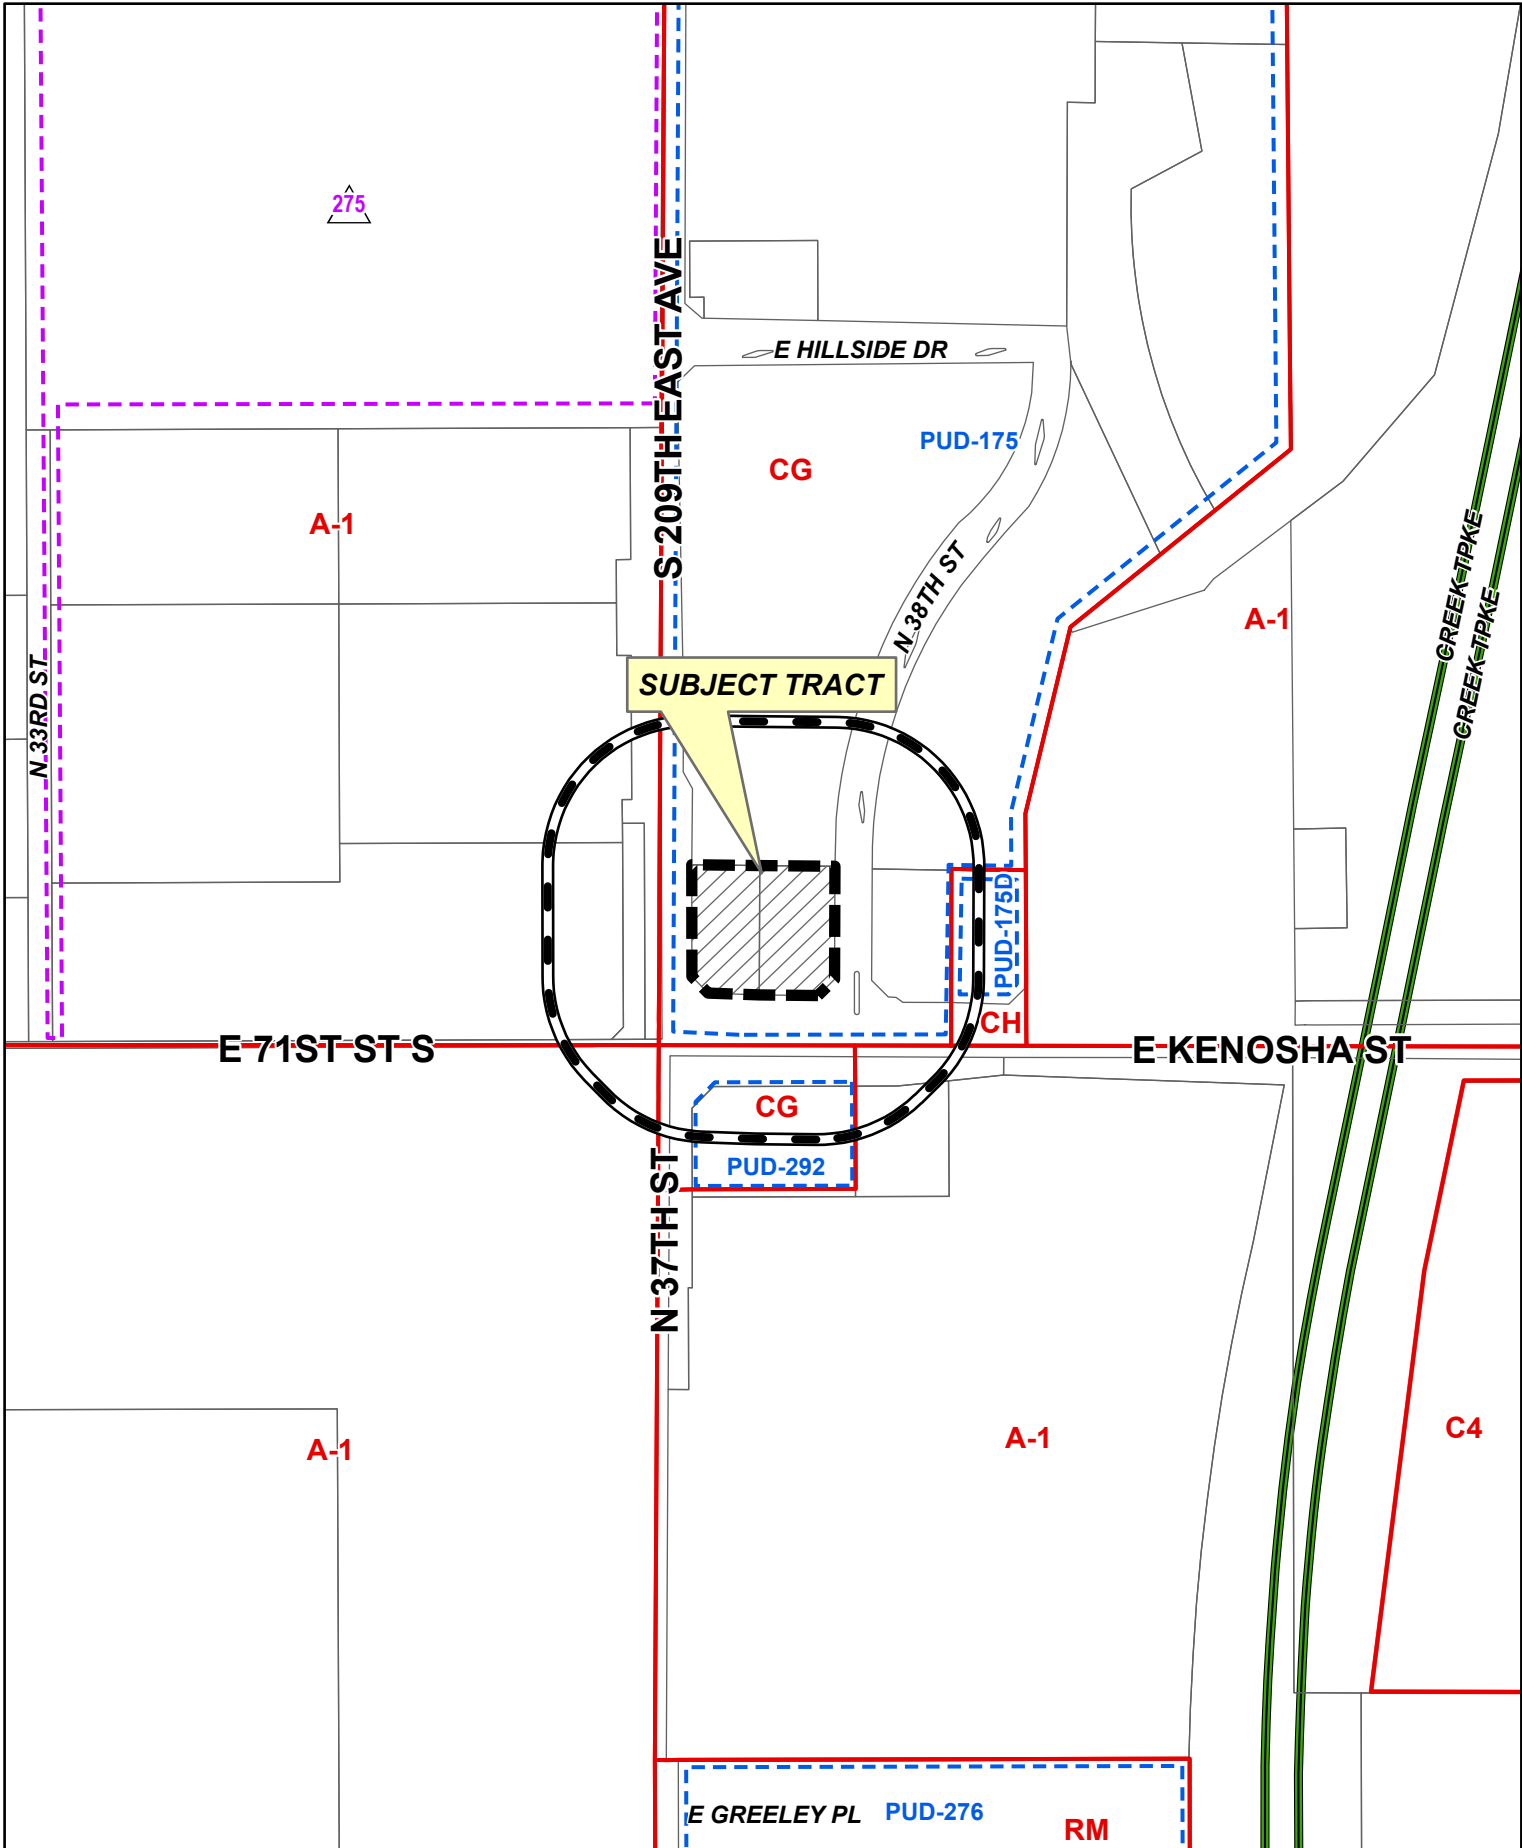 275
S 209TH EAST AVE
E HILLSIDE DR
PUD-175
CG
A-1
N 38TH ST
CREEK TPKE
CREEK TPKE
A-1
N 33RD ST
SUBJECT TRACT
PUD-175D
CH
E 71ST ST S
E KENOSHA ST
CG
PUD-292
N 37TH ST
A-1
A-1
C4
E GREELEY PL
PUD-276
RM